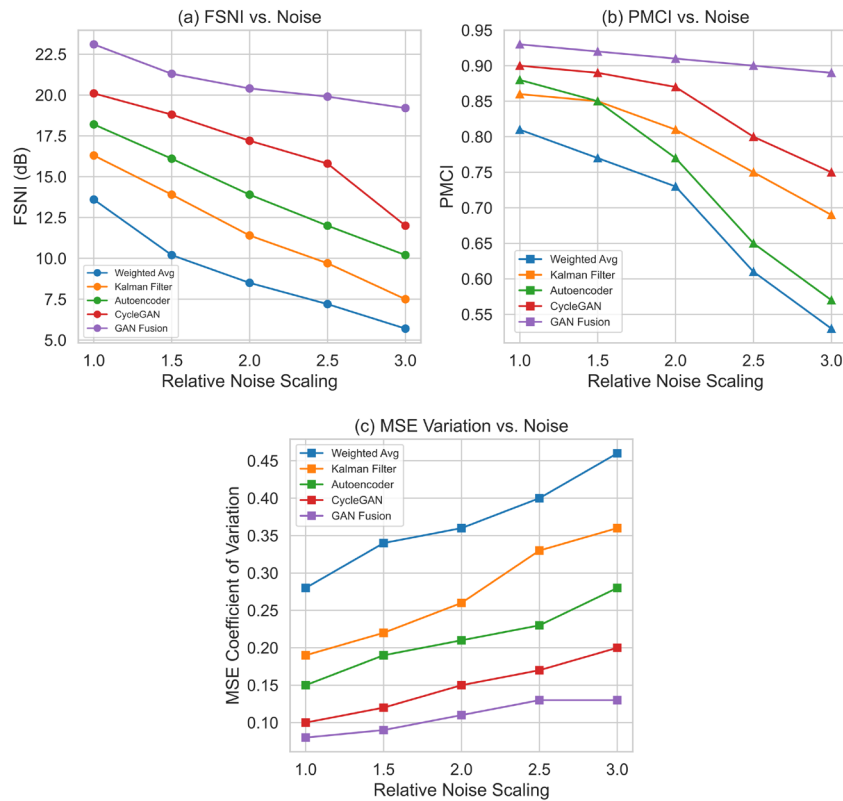 (a) FSNI vs. Noise
FSNI (dB)
22.5
20.0
17.5
15.0
12.5
10.0
7.5
5.0
Weighted Avg
Kalman Filter
Autoencoder
CycleGAN
GAN Fusion
1.0 1.5 2.0 2.5 3.0
Relative Noise Scaling
(b) PMCI vs. Noise
PMCI
0.95
0.90
0.85
0.80
0.75
0.70
0.65
0.60
0.55
Weighted Avg
Kalman Filter
Autoencoder
CycleGAN
GAN Fusion
1.0 1.5 2.0 2.5 3.0
Relative Noise Scaling
(c) MSE Variation vs. Noise
MSE Coefficient of Variation
0.45
0.40
0.35
0.30
0.25
0.20
0.15
0.10
Weighted Avg
Kalman Filter
Autoencoder
CycleGAN
GAN Fusion
1.0 1.5 2.0 2.5 3.0
Relative Noise Scaling